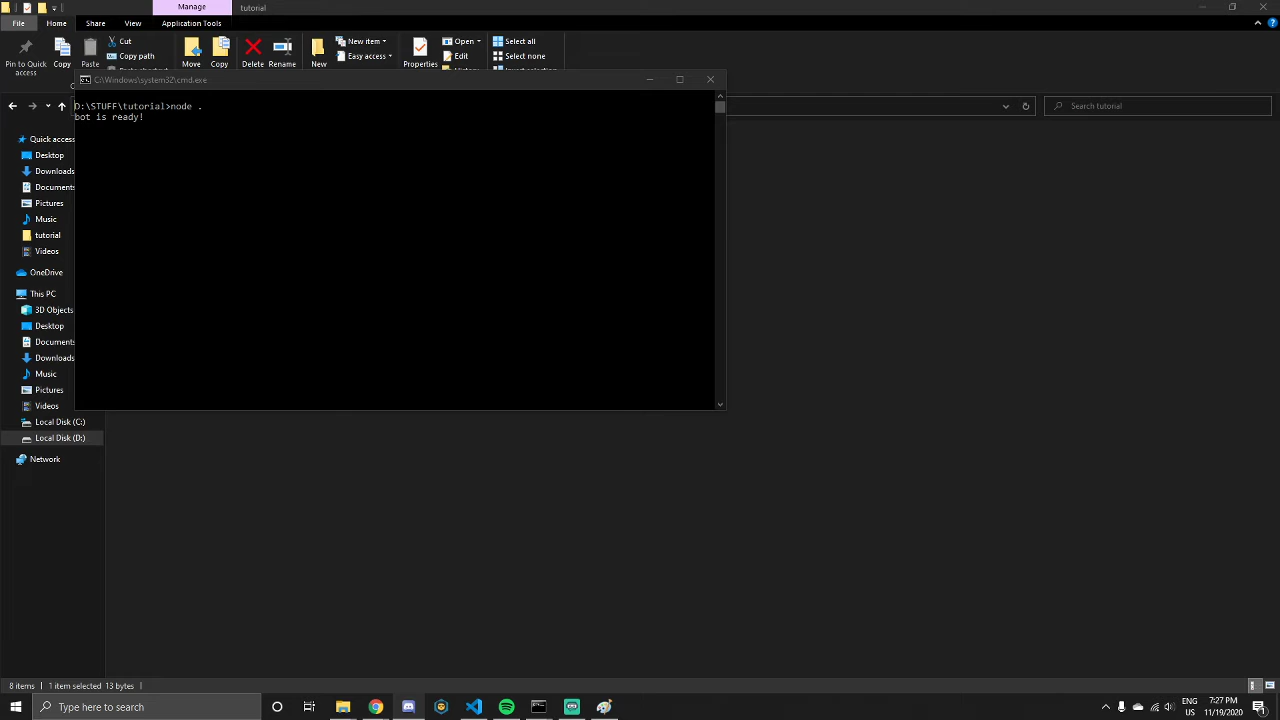 Manage
tutorial
File
Home
Share
View
Application Tools
Pin to Quick access
Copy
Paste
Cut
Copy path
Move
Copy
Delete
Rename
New
New item
Easy access
Properties
Open
Edit
Select all
Select none
C:\Windows\system32\cmd.exe
D:\STUFF\tutorial>node .
bot is ready!
Search tutorial
Quick access
Desktop
Downloads
Documents
Pictures
Music
tutorial
Videos
OneDrive
This PC
3D Objects
Desktop
Documents
Downloads
Music
Pictures
Videos
Local Disk (C:)
Local Disk (D:)
Network
8 items
1 item selected 13 bytes
Type here to search
ENG
US
7:27 PM
11/19/2020